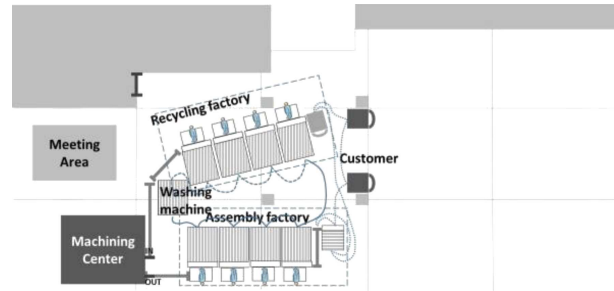 Recycling factory
Meeting
Area
Customer
Washing
machine
Assembly factory
Machining
Center
IN
OUT